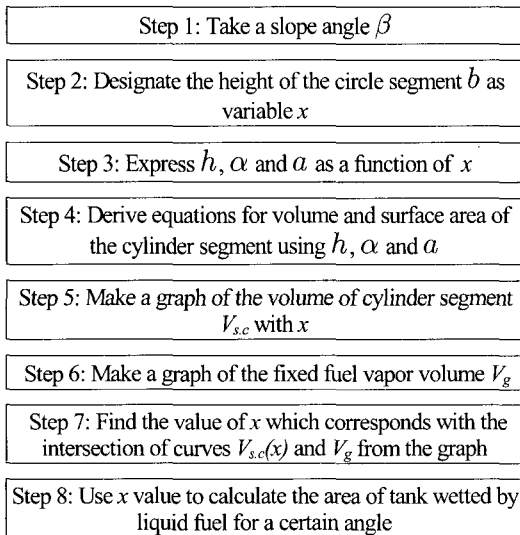 Step 1: Take a slope angle β
Step 2: Designate the height of the circle segment b as
variable x
Step 3: Express h, α and a as a function of x
Step 4: Derive equations for volume and surface area of
the cylinder segment using h, α and a
Step 5: Make a graph of the volume of cylinder segment
V_{s.c} with x
Step 6: Make a graph of the fixed fuel vapor volume V_g
Step 7: Find the value of x which corresponds with the
intersection of curves V_{s.c}(x) and V_g from the graph
Step 8: Use x value to calculate the area of tank wetted by
liquid fuel for a certain angle